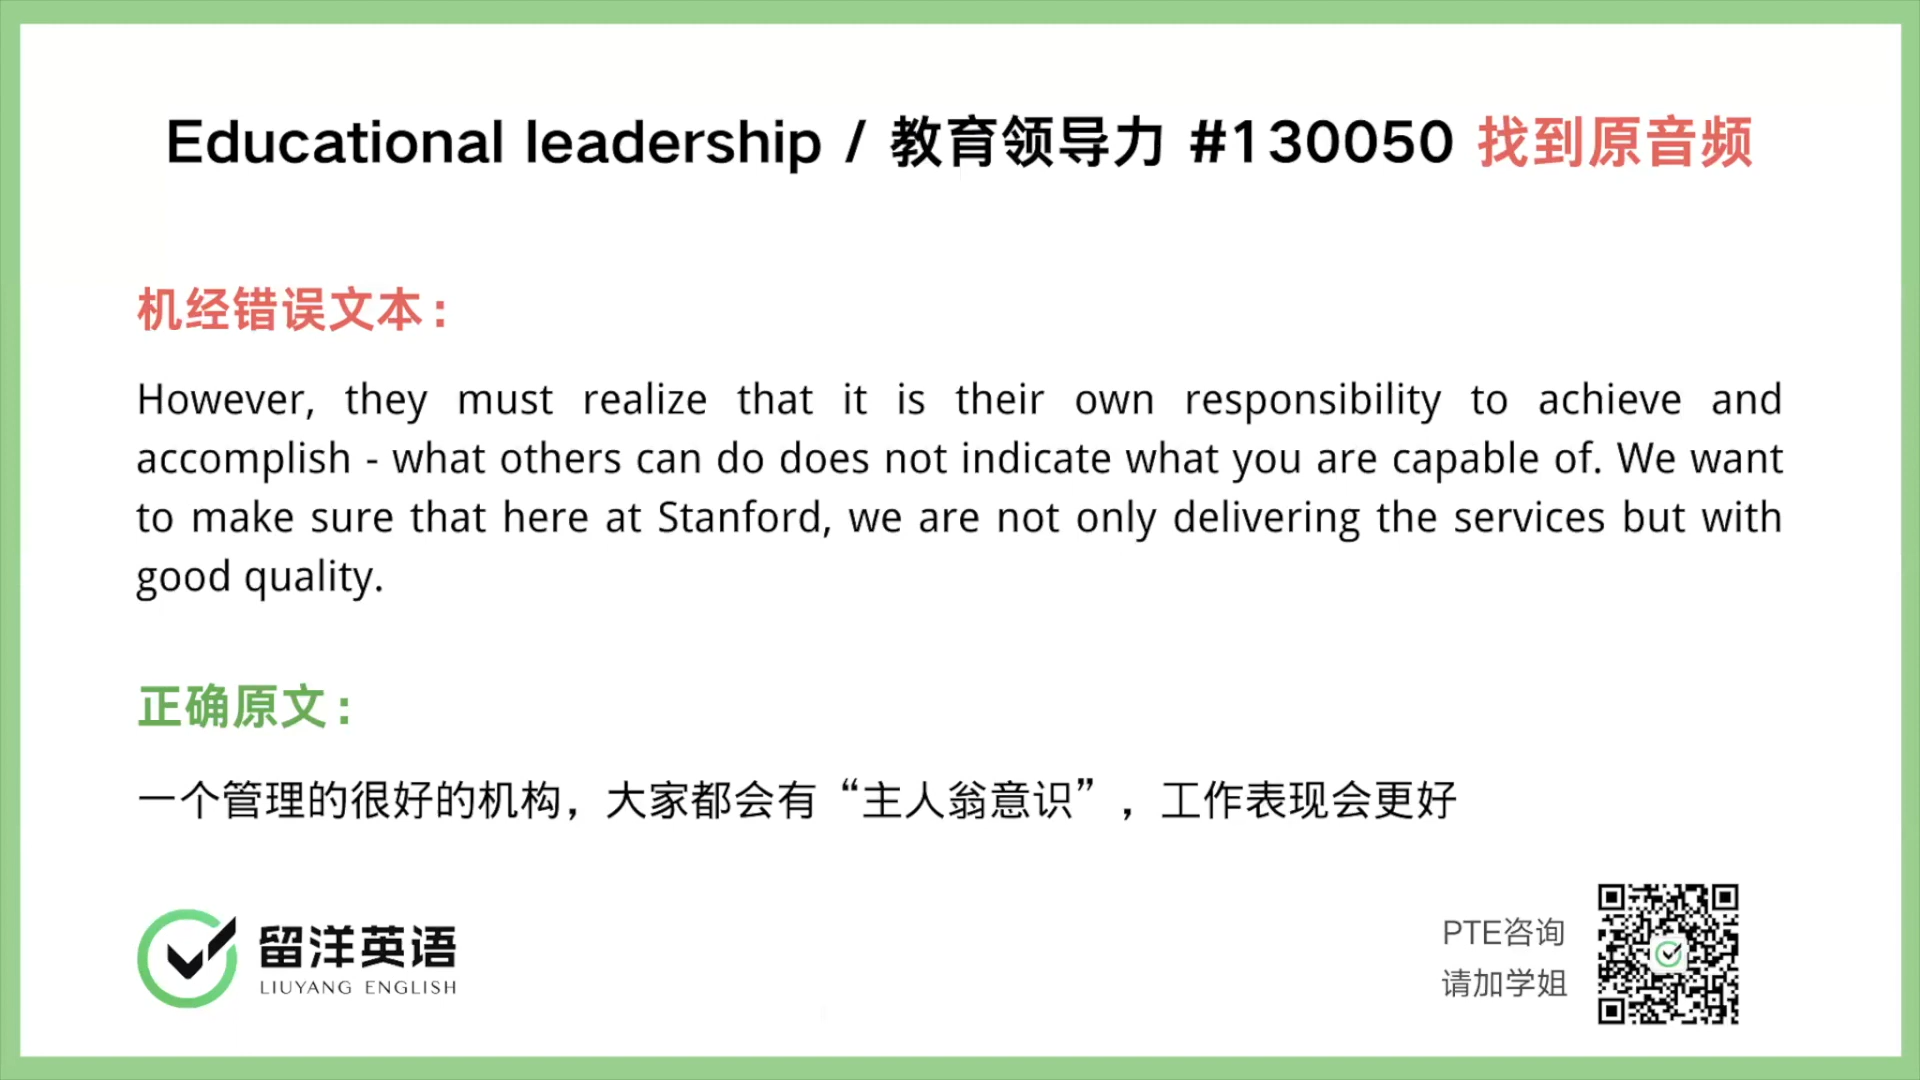 Educational leadership / 教育领导力 #130050 找到原音频
机经错误文本：
However, they must realize that it is their own responsibility to achieve and
accomplish - what others can do does not indicate what you are capable of. We want
to make sure that here at Stanford, we are not only delivering the services but with
good quality.
正确原文：
一个管理的很好的机构，大家都会有“主人翁意识”，工作表现会更好
留洋英语
LIUYANG ENGLISH
PTE咨询
请加学姐